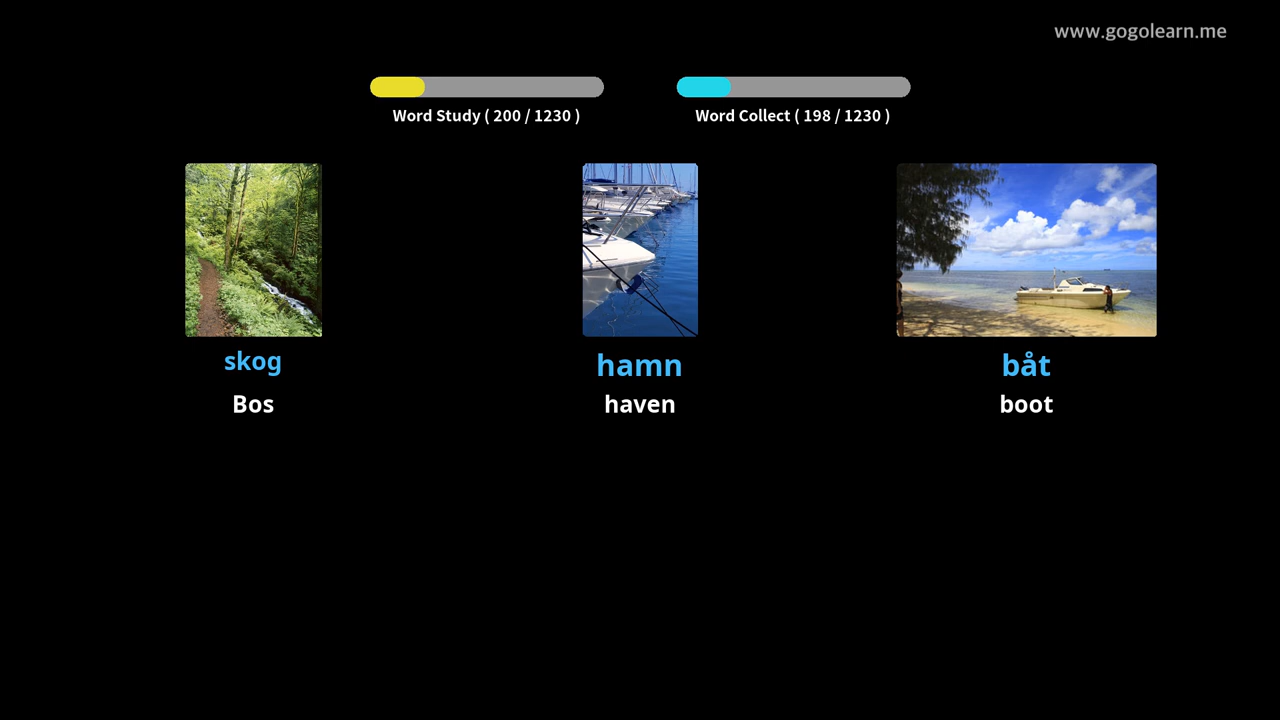 www.gogolearn.me
Word Study ( 200 / 1230 )
Word Collect ( 198 / 1230 )
skog
Bos
hamn
haven
båt
boot